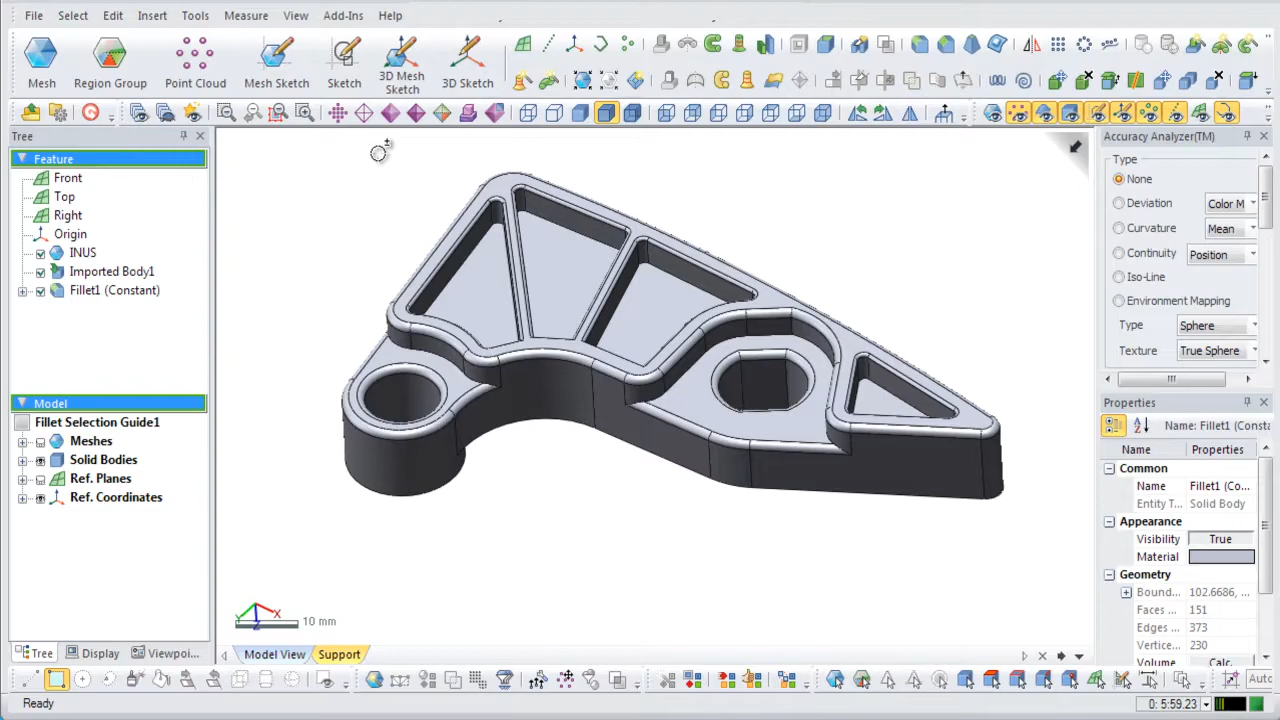 File Select Edit Insert Tools Measure View Add-Ins Help
Mesh
Region Group
Point Cloud
Mesh Sketch
Sketch
3D Mesh
Sketch
3D Sketch
Tree
Feature
Front
Top
Right
Origin
INUS
Imported Body1
Fillet1 (Constant)
Model
Fillet Selection Guide1
Meshes
Solid Bodies
Ref. Planes
Ref. Coordinates
Tree Display Viewpoi...
X
Z
10 mm
Model View Support
Accuracy Analyzer(TM)
Type
None
Deviation Color M
Curvature Mean
Continuity Position
Iso-Line
Environment Mapping
Type Sphere
Texture True Sphere
Properties
Name: Fillet1 (Consta
Name Properties
Common
Name Fillet1 (Co...
Entity T... Solid Body
Appearance
Visibility True
Material
Geometry
Bound... 102.6686, ...
Faces 151
Edges 373
Vertice... 230
Volume Calc.
Auto
Ready
0: 5:59.23